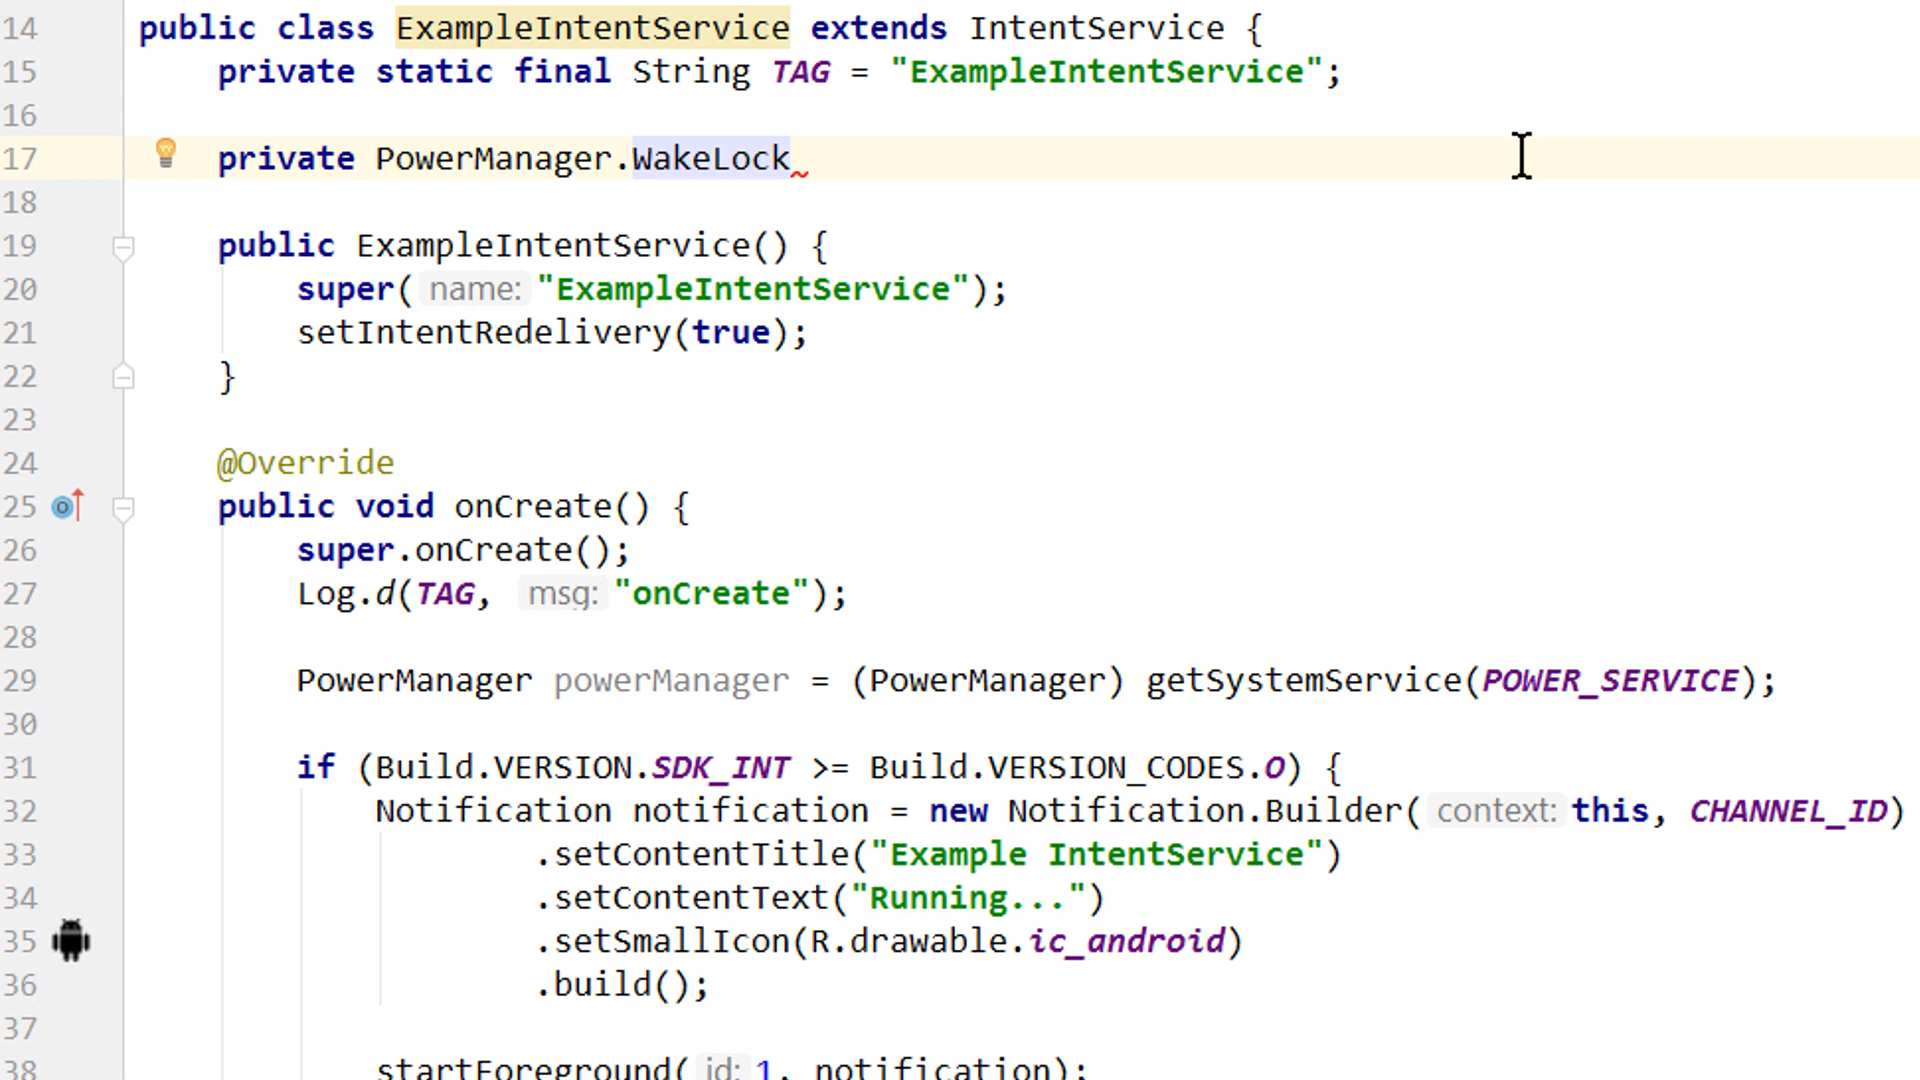 14 public class ExampleIntentService extends IntentService {
15 private static final String TAG = "ExampleIntentService";
16
17 private PowerManager.WakeLock
18
19 public ExampleIntentService() {
20 super( name: "ExampleIntentService");
21 setIntentRedelivery(true);
22 }
23
24 @Override
25 public void onCreate() {
26 super.onCreate();
27 Log.d(TAG, msg: "onCreate");
28
29 PowerManager powerManager = (PowerManager) getSystemService(POWER_SERVICE);
30
31 if (Build.VERSION.SDK_INT >= Build.VERSION_CODES.O) {
32 Notification notification = new Notification.Builder( context: this, CHANNEL_ID)
33 .setContentTitle("Example IntentService")
34 .setContentText("Running...")
35 .setSmallIcon(R.drawable.ic_android)
36 .build();
37
38 startForeground( id: 1, notification);